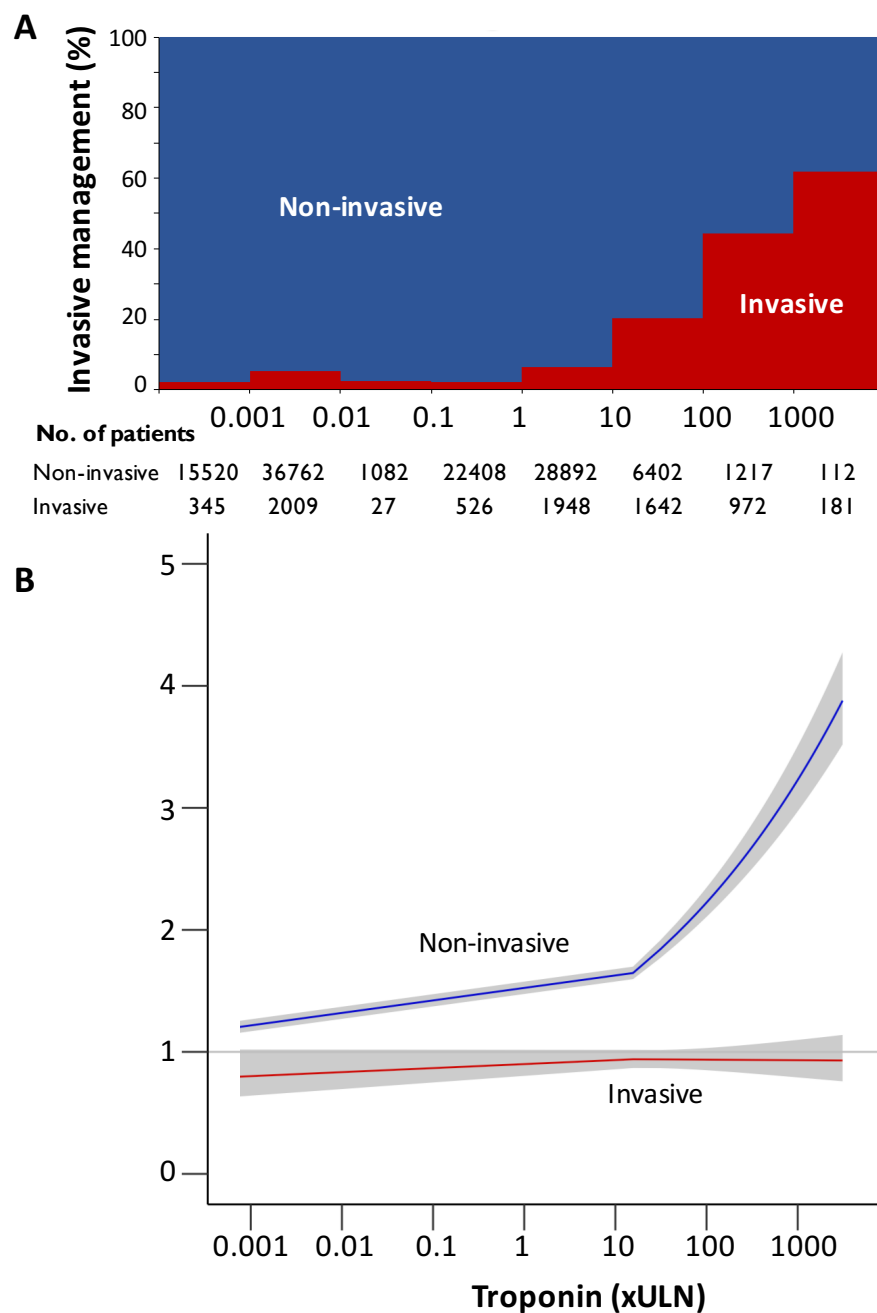 A
Invasive management (%)
100
80
60
40
20
0
Non-invasive
Invasive
0.001 0.01 0.1 1 10 100 1000
No. of patients
Non-invasive 15520 36762 1082 22408 28892 6402 1217 112
Invasive 345 2009 27 526 1948 1642 972 181
B
5
4
3
2
1
0
Non-invasive
Invasive
0.001 0.01 0.1 1 10 100 1000
Troponin (xULN)